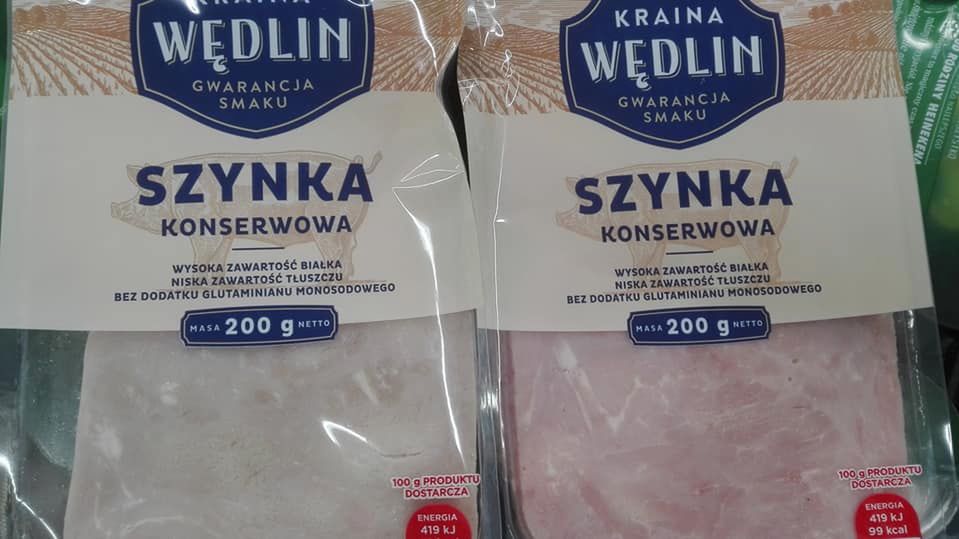 KRAINA
WĘDLIN
GWARANCJA
SMAKU
SZYNKA
KONSERWOWA
WYSOKA ZAWARTOŚĆ BIAŁKA
NISKA ZAWARTOŚĆ TŁUSZCZU
BEZ DODATKU GLUTAMINIANU MONOSODOWEGO
MASA 200 g NETTO
100 g PRODUKTU
DOSTARCZA
ENERGIA
419 kJ
KRAINA
WĘDLIN
GWARANCJA
SMAKU
SZYNKA
KONSERWOWA
WYSOKA ZAWARTOŚĆ BIAŁKA
NISKA ZAWARTOŚĆ TŁUSZCZU
BEZ DODATKU GLUTAMINIANU MONOSODOWEGO
MASA 200 g NETTO
100 g PRODUKTU
DOSTARCZA
ENERGIA
419 kJ
99 kcal
RODZINY HEINEKENA